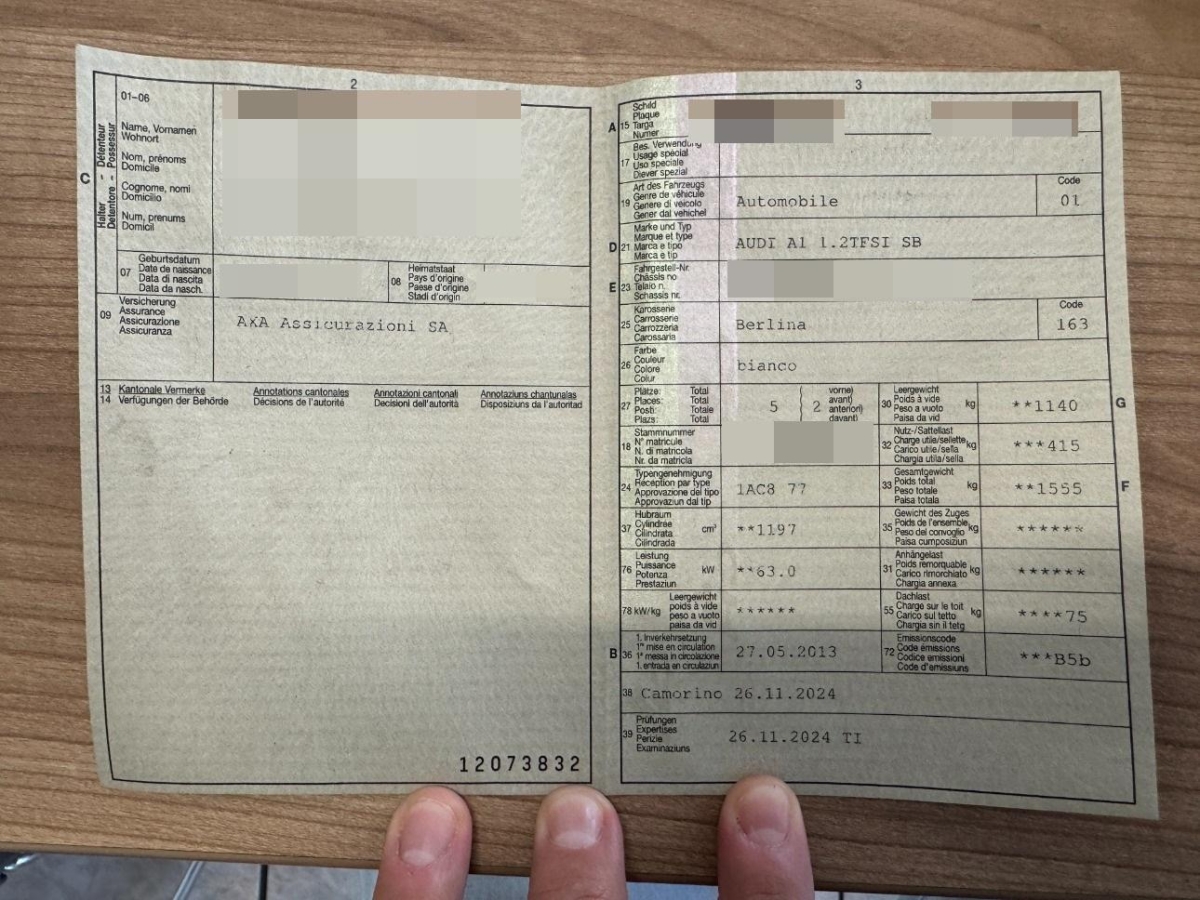 2
01-06
Name, Vornamen
Wohnort
Nom, prénoms
Domicile
Cognome, nomi
Domicilio
Num, prenums
Domicil
C
Halter - Détenteur
Detentore - Possessur
07
Geburtsdatum
Date de naissance
Data di nascita
Data da nasch.
08
Heimatstaat
Pays d'origine
Paese d'origine
Stadi d'origin
09
Versicherung
Assurance
Assicurazione
Assicuranza
AXA Assicurazioni SA
13 Kantonale Vermerke Annotations cantonales Annotazioni cantonali Annotaziuns chantunalas
14 Verfügungen der Behörde Décisions de l'autorité Decisioni dell'autorità Disposiziuns da l'autoritad
12073832
3
A 15
Schild
Plaque
Targa
Numer
17
Bes. Verwendung
Usage spécial
Uso speciale
Diever spezial
19
Art des Fahrzeugs
Genre de véhicule
Genere di veicolo
Gener dal vehichel
Automobile
Code
01
D 21
Marke und Typ
Marque et type
Marca e tipo
Marca e tip
AUDI A1 1.2TFSI SB
E 23
Fahrgestell-Nr.
Châssis no
Telaio n.
Schassis nr.
25
Karosserie
Carrosserie
Carrozzeria
Carossaria
Berlina
Code
163
26
Farbe
Couleur
Colore
Colur
bianco
27
Plätze: Total
Places: Total
Posti: Totale
Plazs: Total
5 ( 2
vorne)
avant)
anteriori)
davant)
30
Leergewicht
Poids à vide
Peso a vuoto
Paisa da vid
kg
**1140
G
18
Stammnummer
N° matricule
N. di matricola
Nr. da matricla
32
Nutz-/Sattellast
Charge utile/sellette
Carico utile/sella
Chargia utila/sella
kg
***415
24
Typengenehmigung
Réception par type
Approvazione del tipo
Approvaziun dal tip
1AC8 77
33
Gesamtgewicht
Poids total
Peso totale
Paisa totala
kg
**1555
F
37
Hubraum
Cylindrée
Cilindrata
Cilindrada
cm³
**1197
35
Gewicht des Zuges
Poids de l'ensemble
Peso del convoglio
Paisa cumposiziun
kg
******
76
Leistung
Puissance
Potenza
Prestaziun
kW
**63.0
31
Anhängelast
Poids remorquable
Carico rimorchiato
Chargia annexa
kg
******
78 kW/kg
Leergewicht
poids à vide
peso a vuoto
paisa da vid
******
55
Dachlast
Charge sur le toit
Carico sul tetto
Chargia sin il tetg
kg
****75
B 36
1. Inverkehrsetzung
1re mise en circulation
1a messa in circolazione
1. entrada en circulaziun
27.05.2013
72
Emissionscode
Code émissions
Codice emissioni
Code d'emissiuns
***B5b
38 Camorino 26.11.2024
39
Prüfungen
Expertises
Perizie
Examinaziuns
26.11.2024 TI